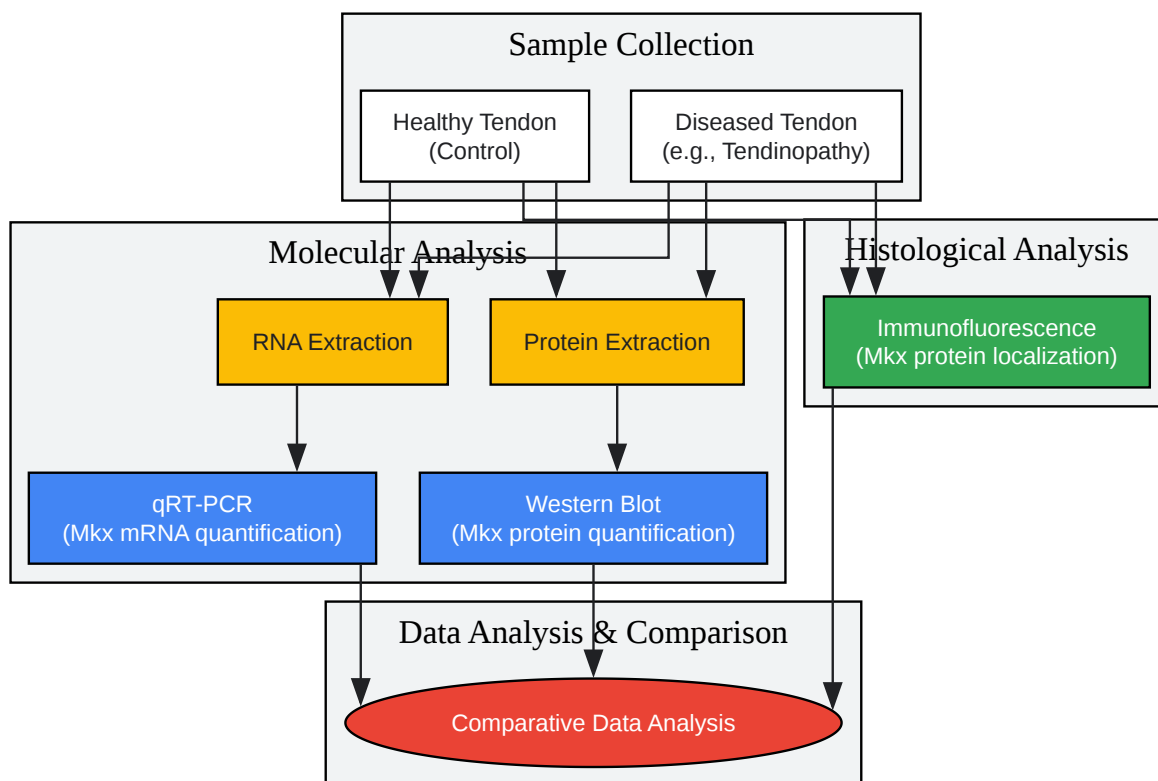 Sample Collection
Healthy Tendon
(Control)
Diseased Tendon
(e.g., Tendinopathy)
Molecular Analysis
Histological Analysis
RNA Extraction
Protein Extraction
Immunofluorescence
(Mkx protein localization)
qRT-PCR
(Mkx mRNA quantification)
Western Blot
(Mkx protein quantification)
Data Analysis & Comparison
Comparative Data Analysis